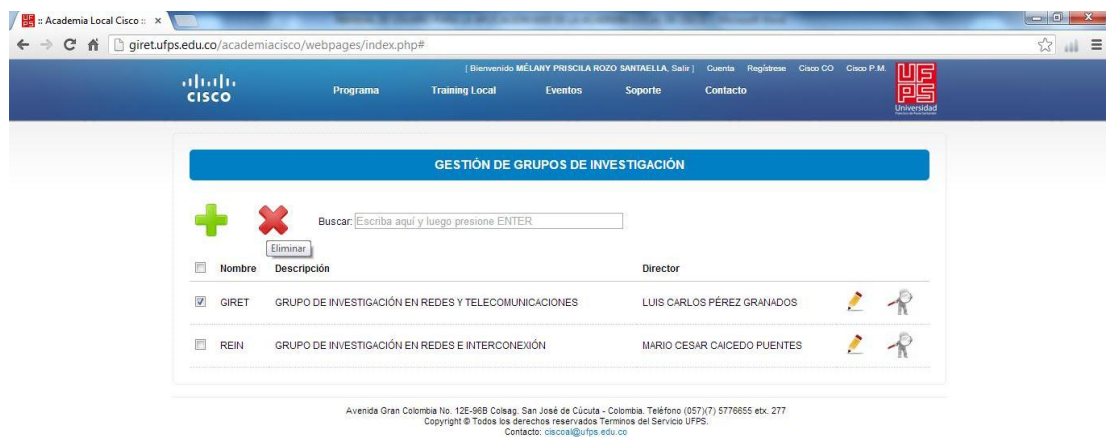 :: Academia Local Cisco ::
giret.ufps.edu.co/academiacisco/webpages/index.php#
[ Bienvenido MÉLANY PRISCILA ROZO SANTAELLA, Salir ] Cuenta Regístrese Cisco CO Cisco P.M.
CISCO
Programa Training Local Eventos Soporte Contacto
UFPS
Universidad
GESTIÓN DE GRUPOS DE INVESTIGACIÓN
Buscar: Escriba aquí y luego presione ENTER
Eliminar
Nombre Descripción Director
GIRET GRUPO DE INVESTIGACIÓN EN REDES Y TELECOMUNICACIONES LUIS CARLOS PÉREZ GRANADOS
REIN GRUPO DE INVESTIGACIÓN EN REDES E INTERCONEXIÓN MARIO CESAR CAICEDO PUENTES
Avenida Gran Colombia No. 12E-96B Colsag. San José de Cúcuta - Colombia. Teléfono (057)(7) 5776655 etx. 277
Copyright © Todos los derechos reservados Terminos del Servicio UFPS.
Contacto: ciscoal@ufps.edu.co